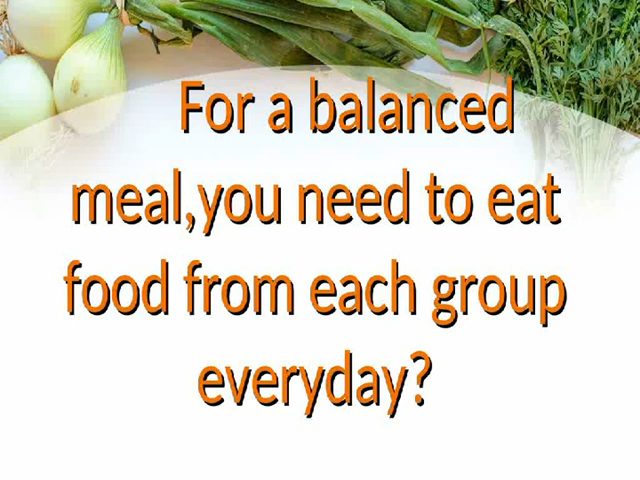 For a balanced
meal,you need to eat
food from each group
everyday?